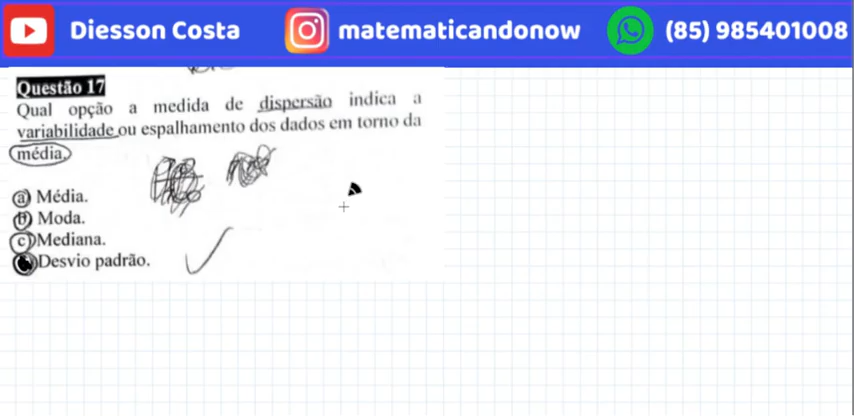 Diesson Costa
matematicandonow
(85) 985401008
Questão 17
Qual opção a medida de dispersão indica a
variabilidade ou espalhamento dos dados em torno da
média.
a) Média.
b) Moda.
c) Mediana.
Desvio padrão.